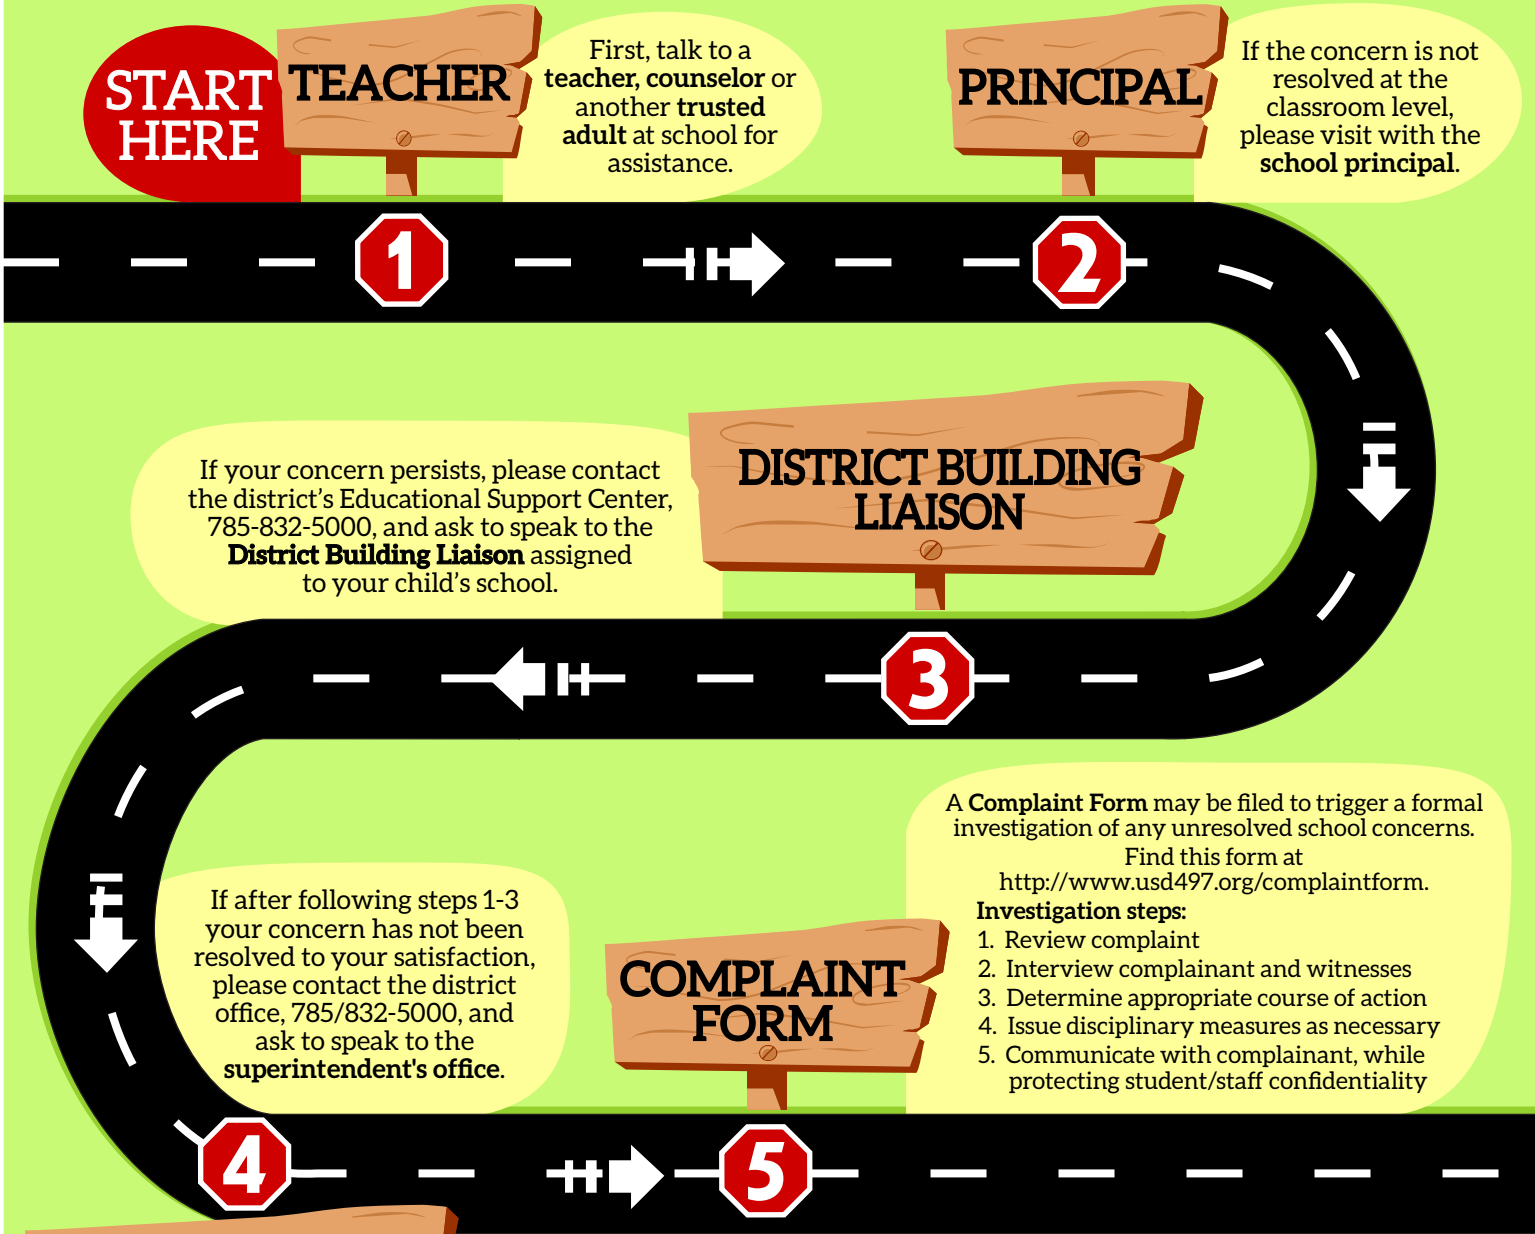 START
HERE
TEACHER
First, talk to a
teacher, counselor or
another trusted
adult at school for
assistance.
PRINCIPAL
If the concern is not
resolved at the
classroom level,
please visit with the
school principal.
1
2
If your concern persists, please contact
the district's Educational Support Center,
785-832-5000, and ask to speak to the
District Building Liaison assigned
to your child's school.
DISTRICT BUILDING
LIAISON
3
If after following steps 1-3
your concern has not been
resolved to your satisfaction,
please contact the district
office, 785/832-5000, and
ask to speak to the
superintendent's office.
COMPLAINT
FORM
A Complaint Form may be filed to trigger a formal
investigation of any unresolved school concerns.
Find this form at
http://www.usd497.org/complaintform.
Investigation steps:
1. Review complaint
2. Interview complainant and witnesses
3. Determine appropriate course of action
4. Issue disciplinary measures as necessary
5. Communicate with complainant, while
protecting student/staff confidentiality
4
5